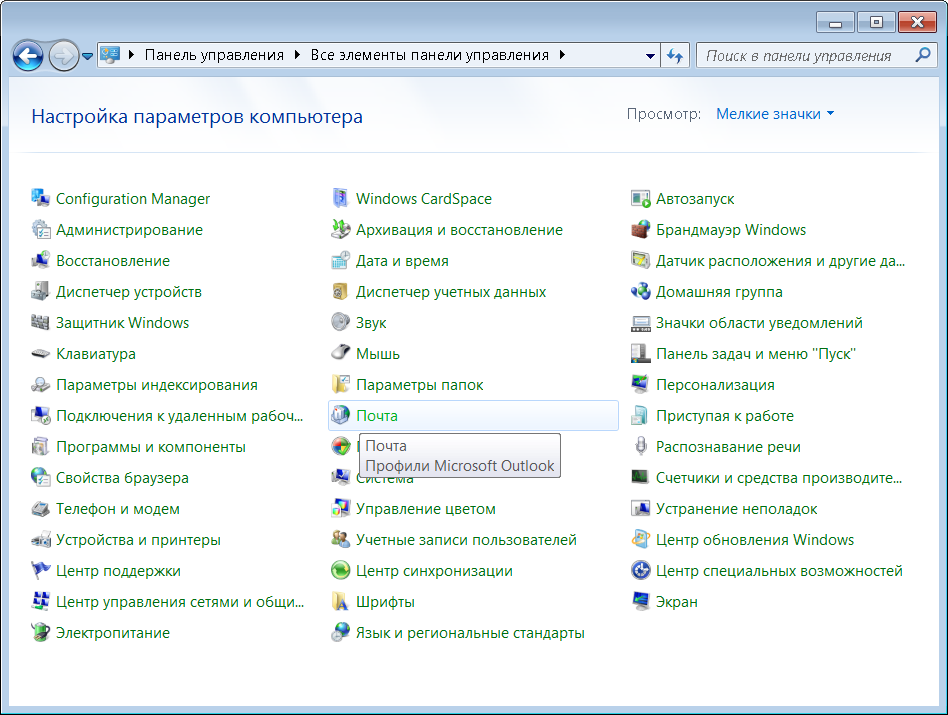 Панель управления Все элементы панели управления
Поиск в панели управления
Настройка параметров компьютера
Просмотр: Мелкие значки
Configuration Manager
Windows CardSpace
Автозапуск
Администрирование
Архивация и восстановление
Брандмауэр Windows
Восстановление
Дата и время
Датчик расположения и другие да...
Диспетчер устройств
Диспетчер учетных данных
Домашняя группа
Защитник Windows
Звук
Значки области уведомлений
Клавиатура
Мышь
Панель задач и меню "Пуск"
Параметры индексирования
Параметры папок
Персонализация
Подключения к удаленным рабоч...
Почта
Приступая к работе
Программы и компоненты
Почта
Профили Microsoft Outlook
Распознавание речи
Свойства браузера
Система
Счетчики и средства производите...
Телефон и модем
Управление цветом
Устранение неполадок
Устройства и принтеры
Учетные записи пользователей
Центр обновления Windows
Центр поддержки
Центр синхронизации
Центр специальных возможностей
Центр управления сетями и общи...
Шрифты
Экран
Электропитание
Язык и региональные стандарты